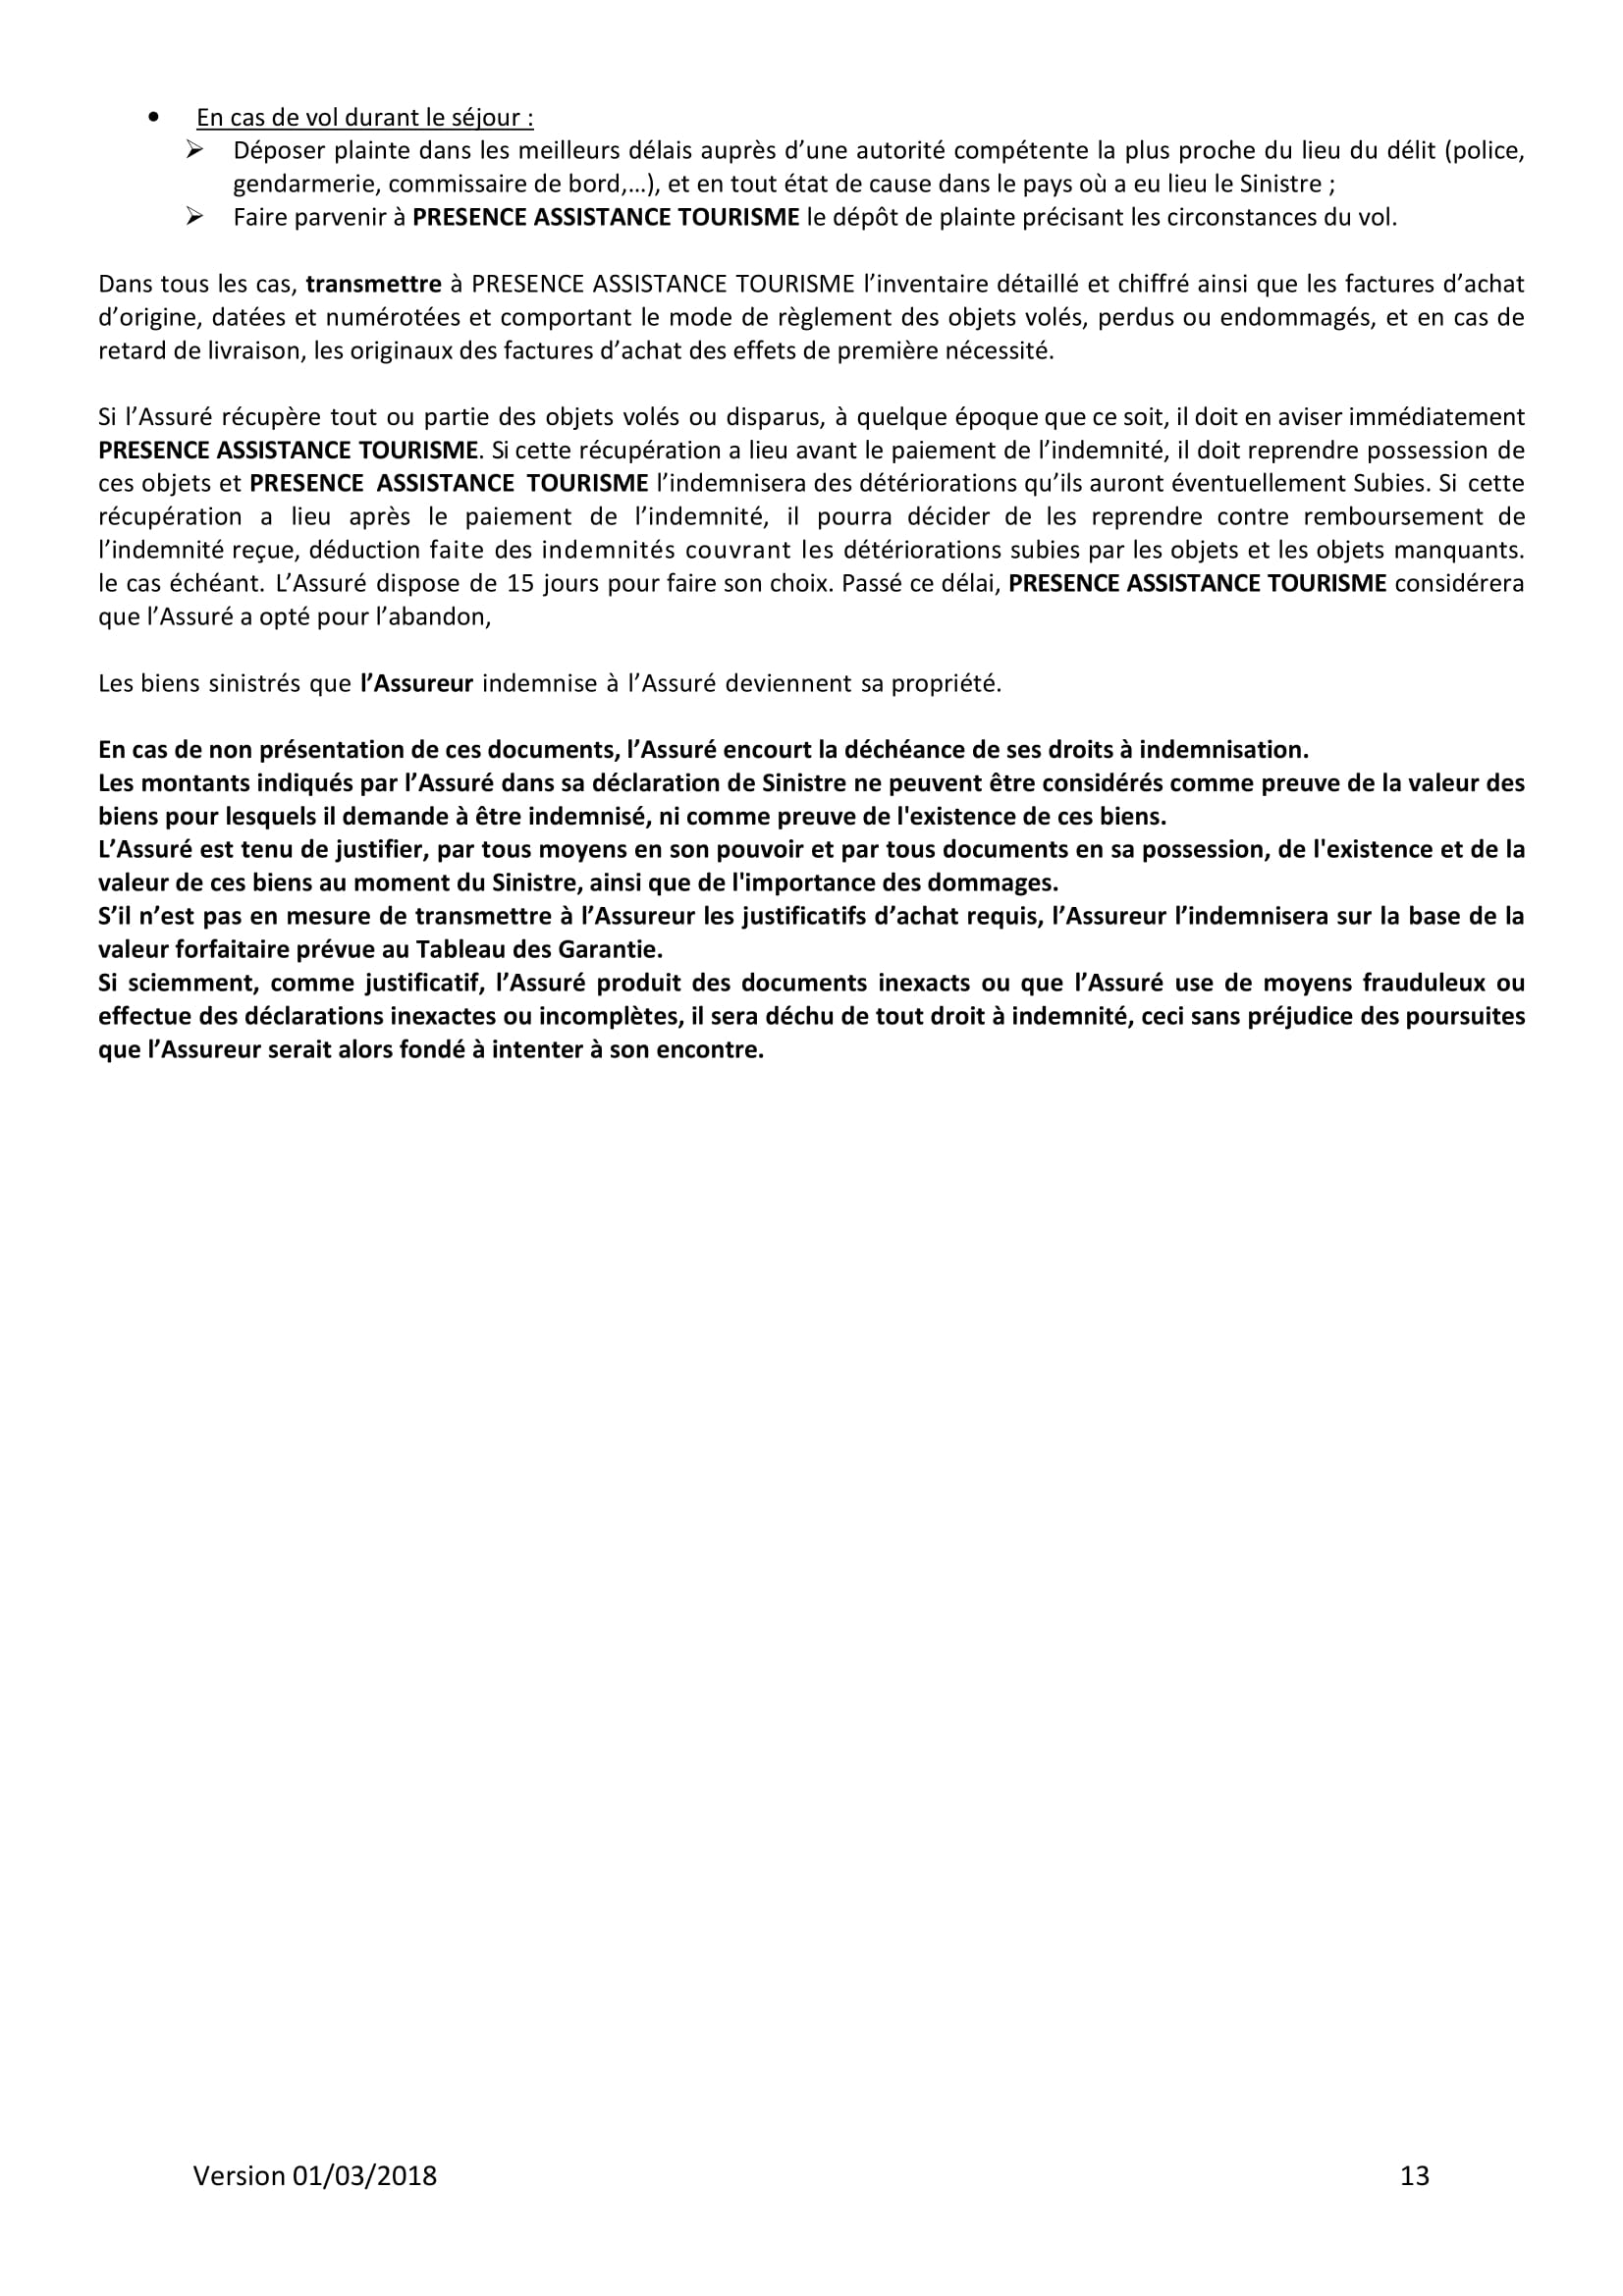 • En cas de vol durant le séjour :
➢ Déposer plainte dans les meilleurs délais auprès d’une autorité compétente la plus proche du lieu du délit (police,
gendarmerie, commissaire de bord,…), et en tout état de cause dans le pays où a eu lieu le Sinistre ;
➢ Faire parvenir à PRESENCE ASSISTANCE TOURISME le dépôt de plainte précisant les circonstances du vol.
Dans tous les cas, transmettre à PRESENCE ASSISTANCE TOURISME l’inventaire détaillé et chiffré ainsi que les factures d’achat
d’origine, datées et numérotées et comportant le mode de règlement des objets volés, perdus ou endommagés, et en cas de
retard de livraison, les originaux des factures d’achat des effets de première nécessité.
Si l’Assuré récupère tout ou partie des objets volés ou disparus, à quelque époque que ce soit, il doit en aviser immédiatement
PRESENCE ASSISTANCE TOURISME. Si cette récupération a lieu avant le paiement de l’indemnité, il doit reprendre possession de
ces objets et PRESENCE ASSISTANCE TOURISME l’indemnisera des détériorations qu’ils auront éventuellement Subies. Si cette
récupération a lieu après le paiement de l’indemnité, il pourra décider de les reprendre contre remboursement de
l’indemnité reçue, déduction faite des indemnités couvrant les détériorations subies par les objets et les objets manquants.
le cas échéant. L’Assuré dispose de 15 jours pour faire son choix. Passé ce délai, PRESENCE ASSISTANCE TOURISME considérera
que l’Assuré a opté pour l’abandon,
Les biens sinistrés que l’Assureur indemnise à l’Assuré deviennent sa propriété.
En cas de non présentation de ces documents, l’Assuré encourt la déchéance de ses droits à indemnisation.
Les montants indiqués par l’Assuré dans sa déclaration de Sinistre ne peuvent être considérés comme preuve de la valeur des
biens pour lesquels il demande à être indemnisé, ni comme preuve de l'existence de ces biens.
L’Assuré est tenu de justifier, par tous moyens en son pouvoir et par tous documents en sa possession, de l'existence et de la
valeur de ces biens au moment du Sinistre, ainsi que de l'importance des dommages.
S’il n’est pas en mesure de transmettre à l’Assureur les justificatifs d’achat requis, l’Assureur l’indemnisera sur la base de la
valeur forfaitaire prévue au Tableau des Garantie.
Si sciemment, comme justificatif, l’Assuré produit des documents inexacts ou que l’Assuré use de moyens frauduleux ou
effectue des déclarations inexactes ou incomplètes, il sera déchu de tout droit à indemnité, ceci sans préjudice des poursuites
que l’Assureur serait alors fondé à intenter à son encontre.
Version 01/03/2018 13